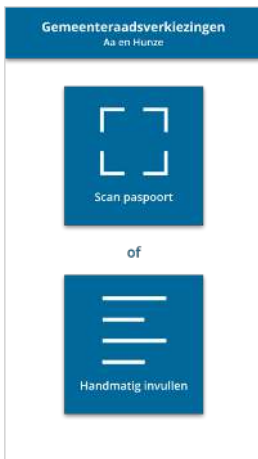 Gemeenteraadsverkiezingen
Aa en Hunze
Scan paspoort
of
Handmatig invullen